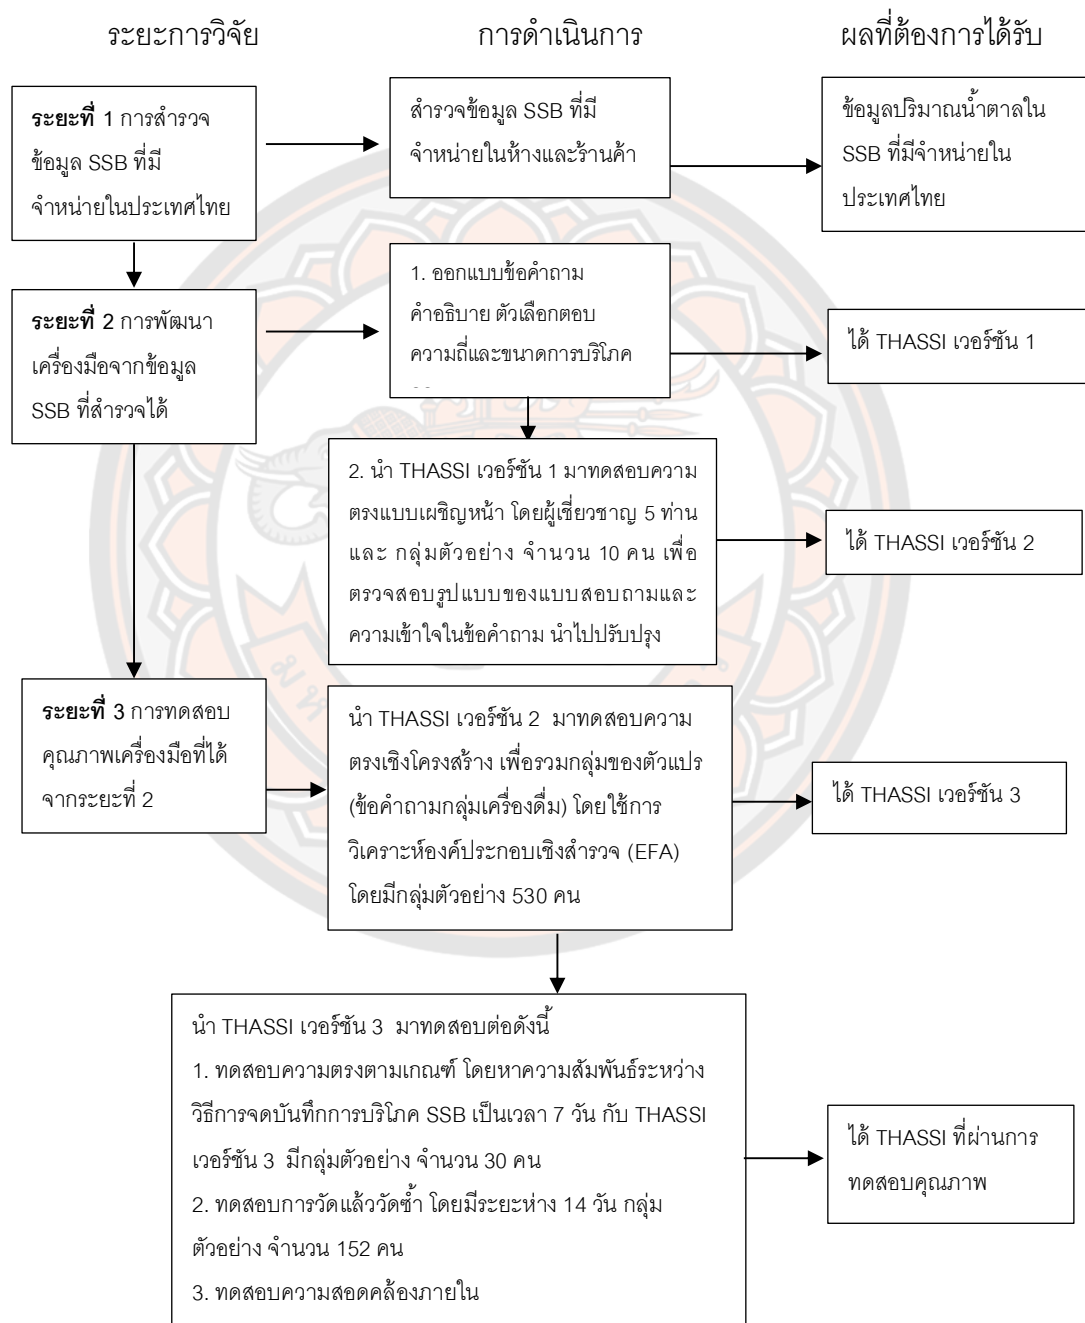 ระยะการวิจัย
การดำเนินการ
ผลที่ต้องการได้รับ
ระยะที่ 1 การสำรวจ
ข้อมูล SSB ที่มี
จำหน่ายในประเทศไทย
สำรวจข้อมูล SSB ที่มี
จำหน่ายในห้างและร้านค้า
ข้อมูลปริมาณน้ำตาลใน
SSB ที่มีจำหน่ายใน
ประเทศไทย
ระยะที่ 2 การพัฒนา
เครื่องมือจากข้อมูล
SSB ที่สำรวจได้
1. ออกแบบข้อคำถาม
คำอธิบาย ตัวเลือกตอบ
ความถี่และขนาดการบริโภค
ได้ THASSI เวอร์ชัน 1
2. นำ THASSI เวอร์ชัน 1 มาทดสอบความ
ตรงแบบเผชิญหน้า โดยผู้เชี่ยวชาญ 5 ท่าน
และ กลุ่มตัวอย่าง จำนวน 10 คน เพื่อ
ตรวจสอบรูปแบบของแบบสอบถามและ
ความเข้าใจในข้อคำถาม นำไปปรับปรุง
ได้ THASSI เวอร์ชัน 2
ระยะที่ 3 การทดสอบ
คุณภาพเครื่องมือที่ได้
จากระยะที่ 2
นำ THASSI เวอร์ชัน 2 มาทดสอบความ
ตรงเชิงโครงสร้าง เพื่อรวมกลุ่มของตัวแปร
(ข้อคำถามกลุ่มเครื่องดื่ม) โดยใช้การ
วิเคราะห์องค์ประกอบเชิงสำรวจ (EFA)
โดยมีกลุ่มตัวอย่าง 530 คน
ได้ THASSI เวอร์ชัน 3
นำ THASSI เวอร์ชัน 3 มาทดสอบต่อดังนี้
1. ทดสอบความตรงตามเกณฑ์ โดยหาความสัมพันธ์ระหว่าง
วิธีการจดบันทึกการบริโภค SSB เป็นเวลา 7 วัน กับ THASSI
เวอร์ชัน 3 มีกลุ่มตัวอย่าง จำนวน 30 คน
2. ทดสอบการวัดแล้ววัดซ้ำ โดยมีระยะห่าง 14 วัน กลุ่ม
ตัวอย่าง จำนวน 152 คน
3. ทดสอบความสอดคล้องภายใน
ได้ THASSI ที่ผ่านการ
ทดสอบคุณภาพ